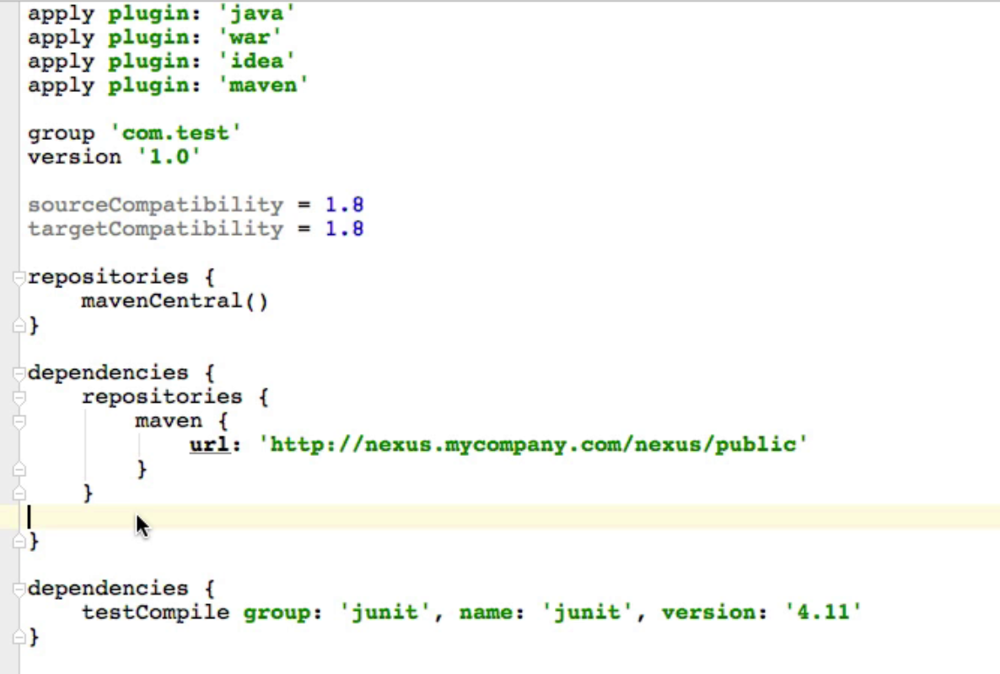 apply plugin: 'java'
apply plugin: 'war'
apply plugin: 'idea'
apply plugin: 'maven'
group 'com.test'
version '1.0'
sourceCompatibility = 1.8
targetCompatibility = 1.8
repositories {
    mavenCentral()
}
dependencies {
    repositories {
        maven {
            url: 'http://nexus.mycompany.com/nexus/public'
        }
    }
}
dependencies {
    testCompile group: 'junit', name: 'junit', version: '4.11'
}